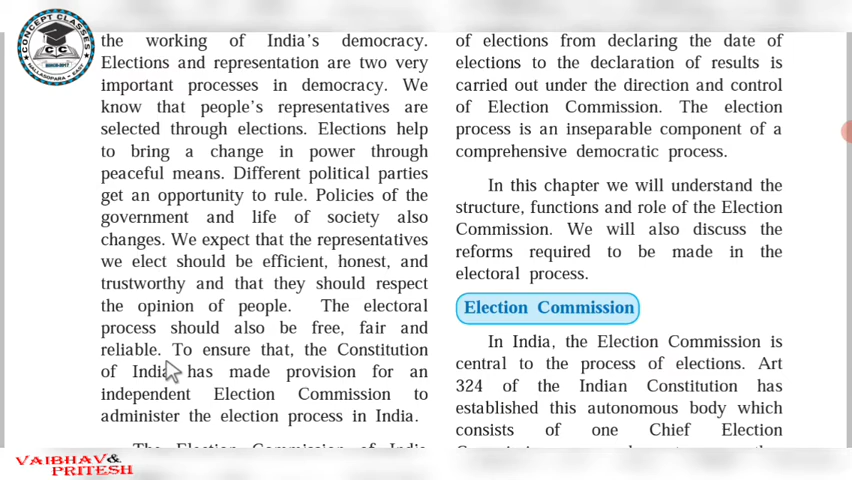 CONCEPT CLASSES
CC
NALLASOPARA - EAST
the working of India's democracy.
Elections and representation are two very
important processes in democracy. We
know that people's representatives are
selected through elections. Elections help
to bring a change in power through
peaceful means. Different political parties
get an opportunity to rule. Policies of the
government and life of society also
changes. We expect that the representatives
we elect should be efficient, honest, and
trustworthy and that they should respect
the opinion of people. The electoral
process should also be free, fair and
reliable. To ensure that, the Constitution
of India has made provision for an
independent Election Commission to
administer the election process in India.
The Election Commission of India
of elections from declaring the date of
elections to the declaration of results is
carried out under the direction and control
of Election Commission. The election
process is an inseparable component of a
comprehensive democratic process.
In this chapter we will understand the
structure, functions and role of the Election
Commission. We will also discuss the
reforms required to be made in the
electoral process.
Election Commission
In India, the Election Commission is
central to the process of elections. Art
324 of the Indian Constitution has
established this autonomous body which
consists of one Chief Election
VAIBHAV&
PRITESH